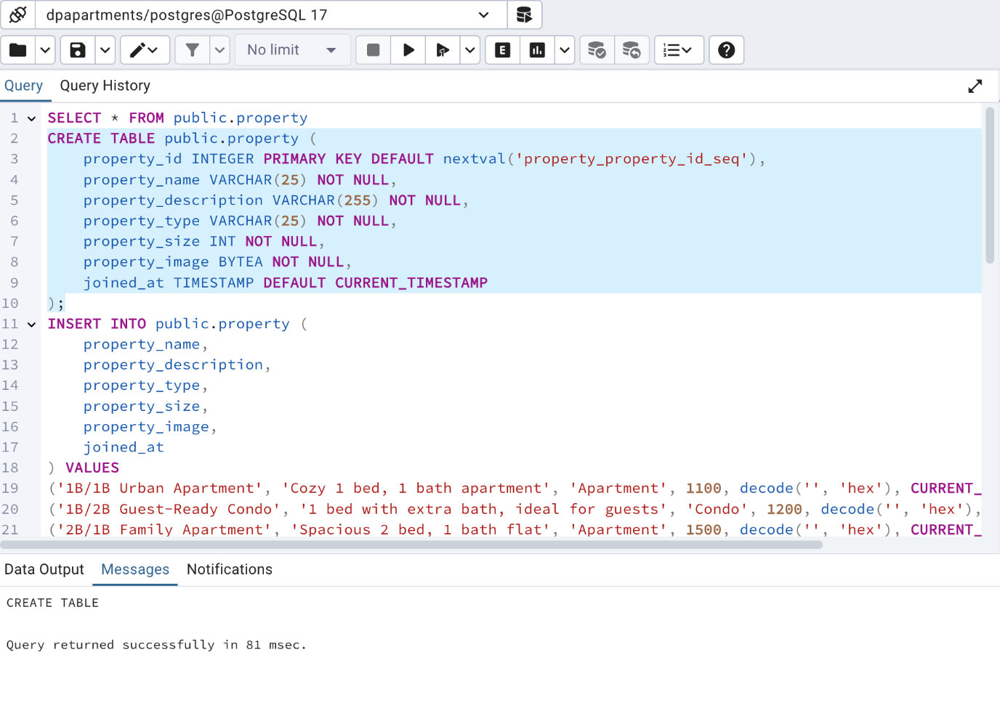 dpapartments/postgres@PostgreSQL 17
No limit
E
Query Query History
1 SELECT * FROM public.property
2 CREATE TABLE public.property (
3 property_id INTEGER PRIMARY KEY DEFAULT nextval('property_property_id_seq'),
4 property_name VARCHAR(25) NOT NULL,
5 property_description VARCHAR(255) NOT NULL,
6 property_type VARCHAR(25) NOT NULL,
7 property_size INT NOT NULL,
8 property_image BYTEA NOT NULL,
9 joined_at TIMESTAMP DEFAULT CURRENT_TIMESTAMP
10 );
11 INSERT INTO public.property (
12 property_name,
13 property_description,
14 property_type,
15 property_size,
16 property_image,
17 joined_at
18 ) VALUES
19 ('1B/1B Urban Apartment', 'Cozy 1 bed, 1 bath apartment', 'Apartment', 1100, decode('', 'hex'), CURRENT_
20 ('1B/2B Guest-Ready Condo', '1 bed with extra bath, ideal for guests', 'Condo', 1200, decode('', 'hex'),
21 ('2B/1B Family Apartment', 'Spacious 2 bed, 1 bath flat', 'Apartment', 1500, decode('', 'hex'), CURRENT_
Data Output Messages Notifications
CREATE TABLE
Query returned successfully in 81 msec.